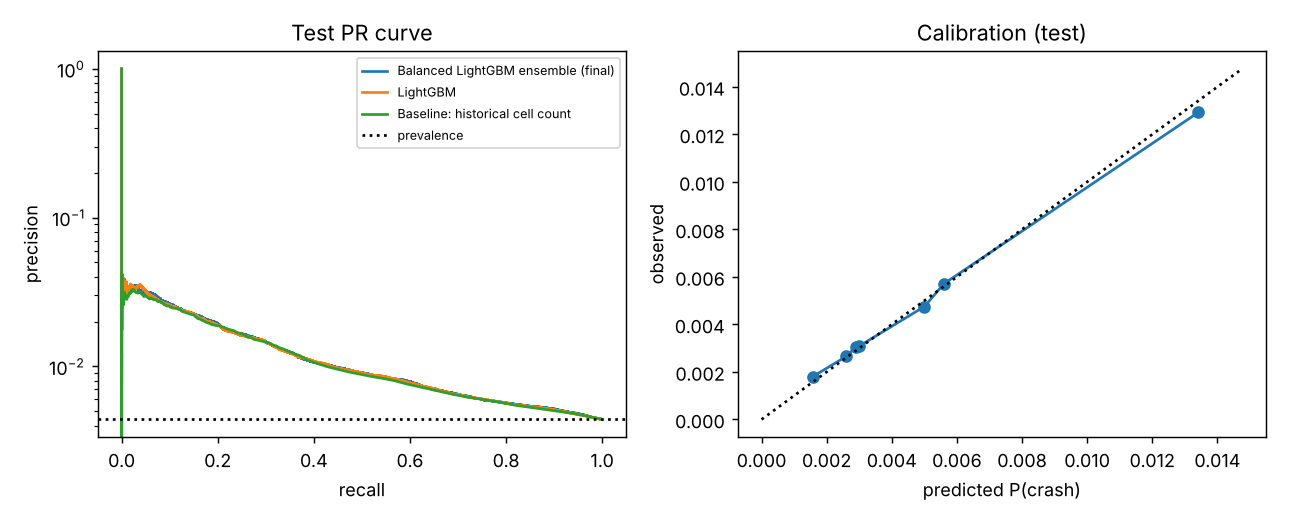 Test PR curve
10⁰
10⁻¹
10⁻²
precision
Balanced LightGBM ensemble (final)
LightGBM
Baseline: historical cell count
prevalence
0.0 0.2 0.4 0.6 0.8 1.0
recall
Calibration (test)
0.014
0.012
0.010
0.008
0.006
0.004
0.002
0.000
observed
0.000 0.002 0.004 0.006 0.008 0.010 0.012 0.014
predicted P(crash)